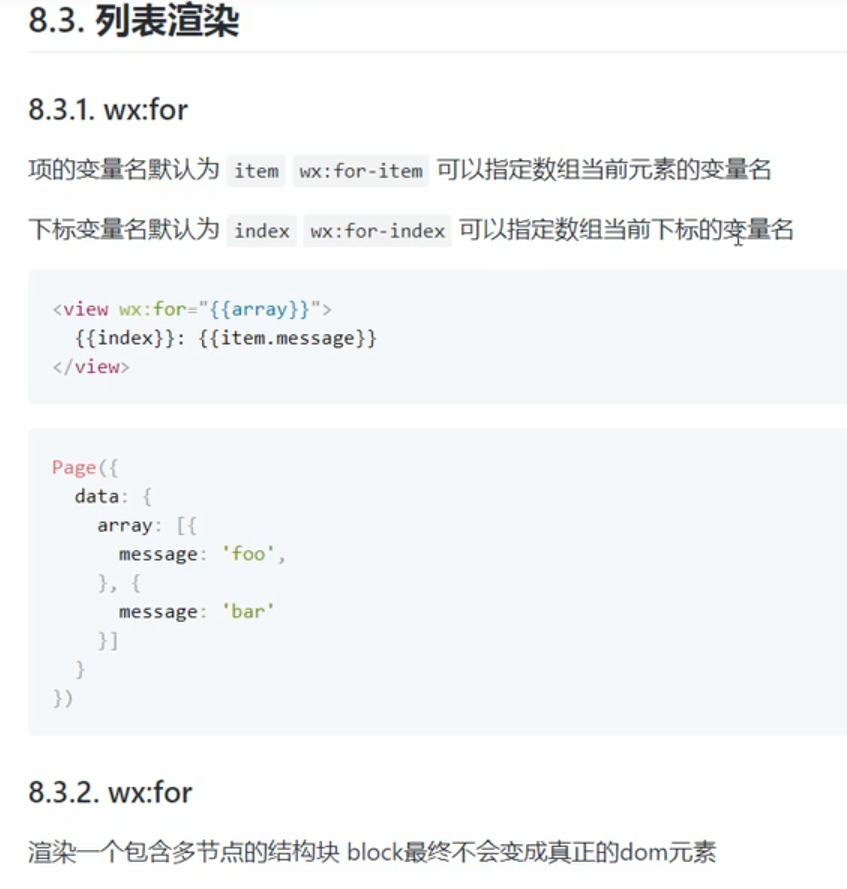 8.3. 列表渲染
8.3.1. wx:for
项的变量名默认为 item wx:for-item 可以指定数组当前元素的变量名
下标变量名默认为 index wx:for-index 可以指定数组当前下标的变量名
<view wx:for="{{array}}">
  {{index}}: {{item.message}}
</view>
Page({
  data: {
    array: [{
      message: 'foo',
    }, {
      message: 'bar'
    }]
  }
})
8.3.2. wx:for
渲染一个包含多节点的结构块 block最终不会变成真正的dom元素